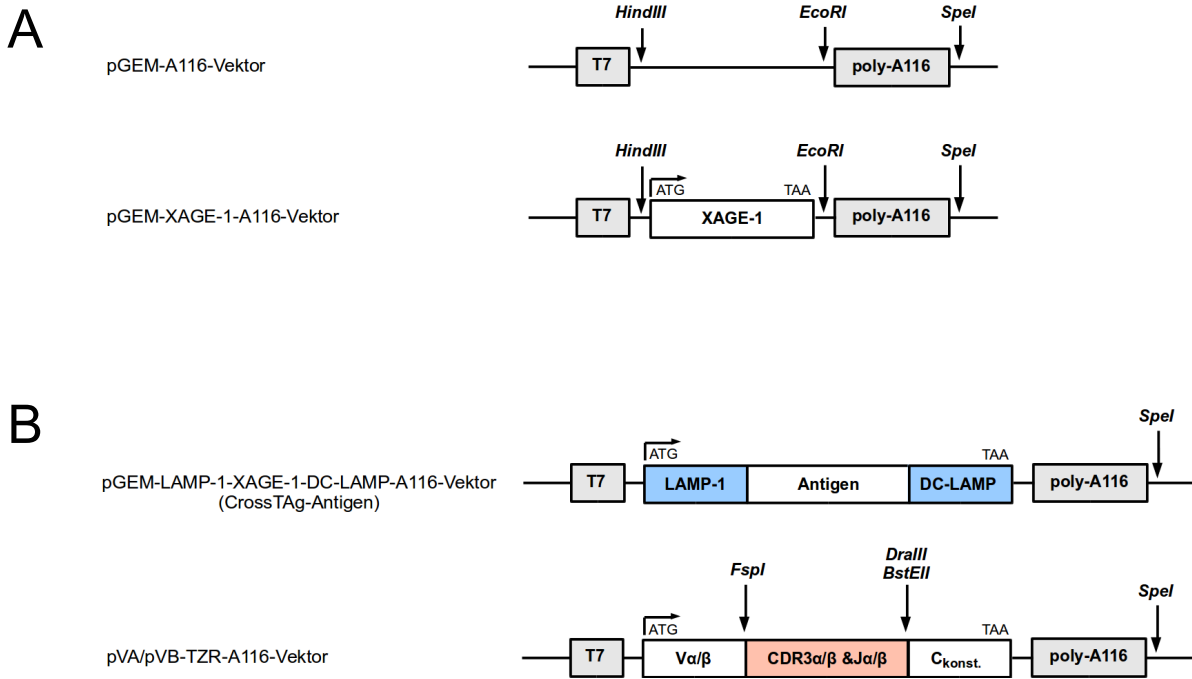 A
HindIII EcoRI SpeI
pGEM-A116-Vektor T7 poly-A116
HindIII EcoRI SpeI
ATG TAA
pGEM-XAGE-1-A116-Vektor T7 XAGE-1 poly-A116
B
SpeI
ATG TAA
pGEM-LAMP-1-XAGE-1-DC-LAMP-A116-Vektor T7 LAMP-1 Antigen DC-LAMP poly-A116
(CrossTAg-Antigen)
DraIII
FspI BstEII
SpeI
ATG TAA
pVA/pVB-TZR-A116-Vektor T7 Vα/β CDR3α/β &Jα/β Ckonst. poly-A116